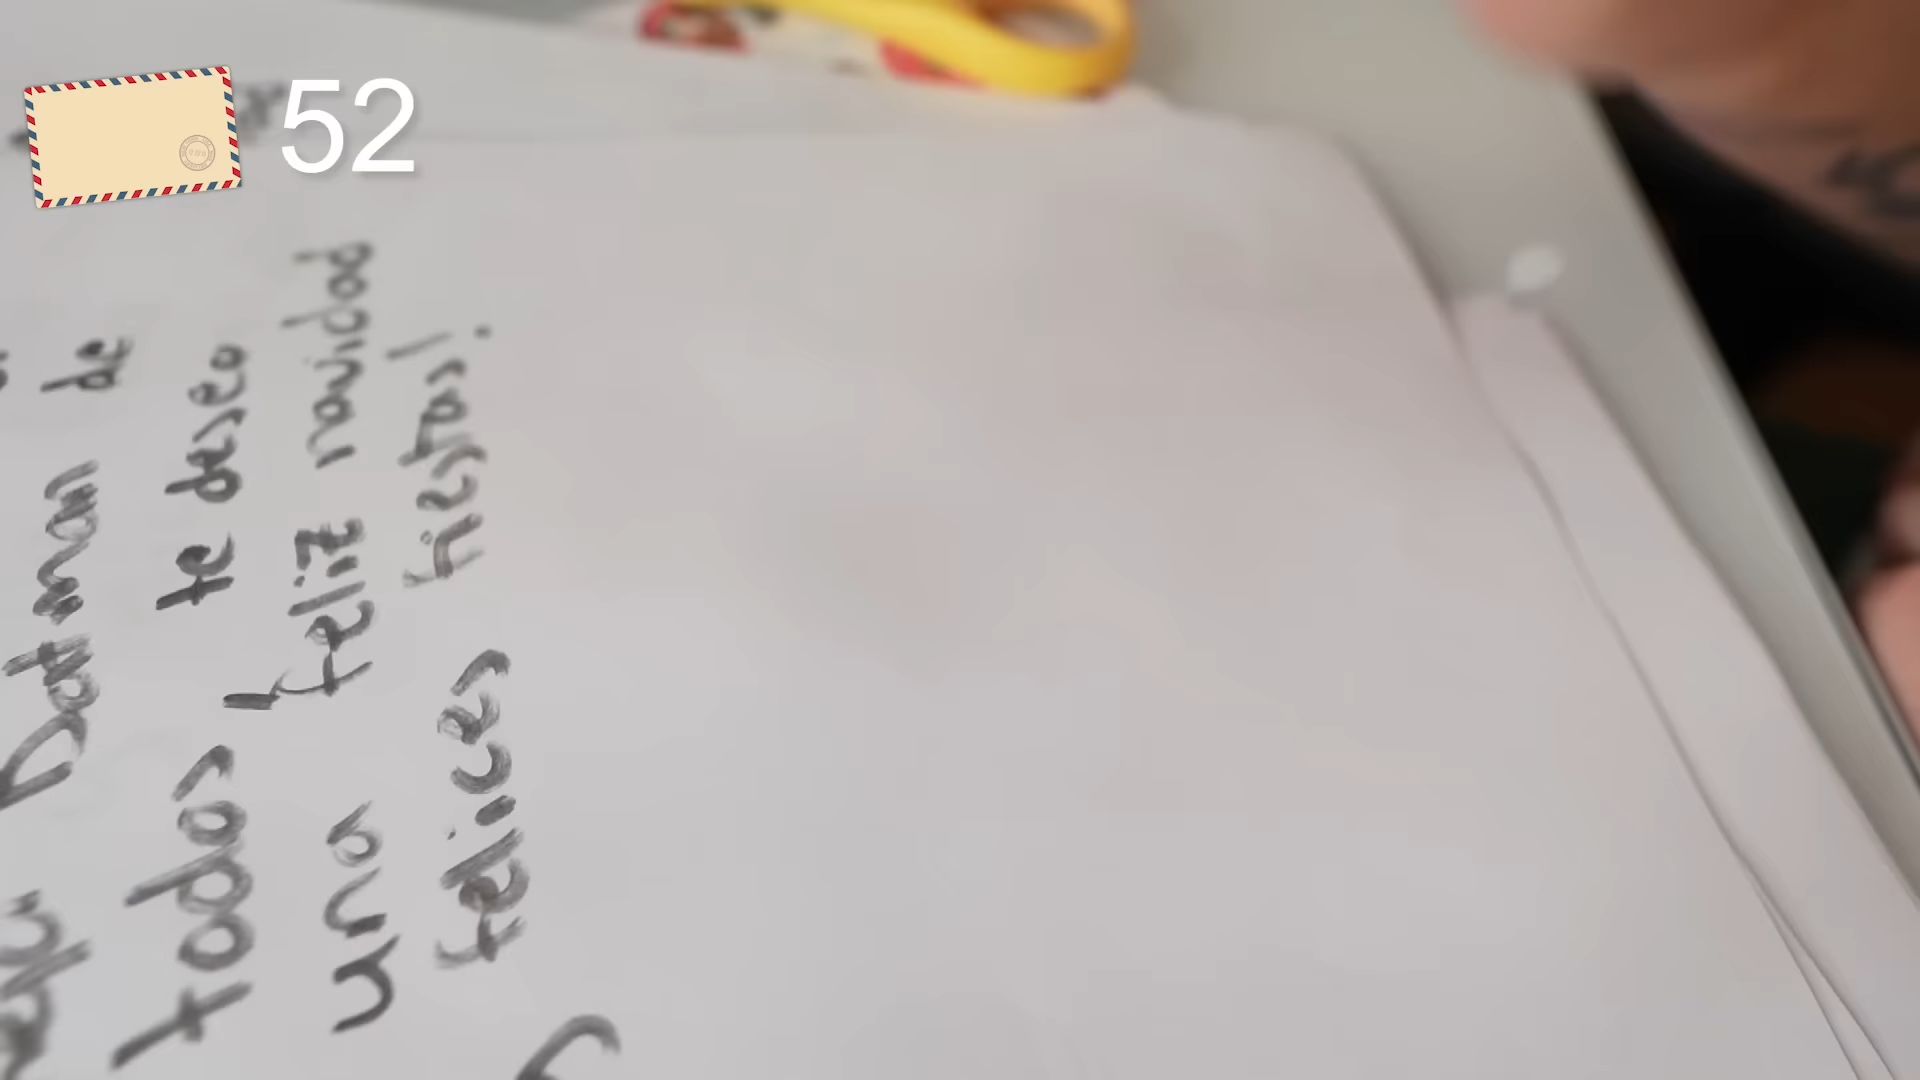 52
Batman de
todos, te deseo
una feliz navidad
felices fiestas!